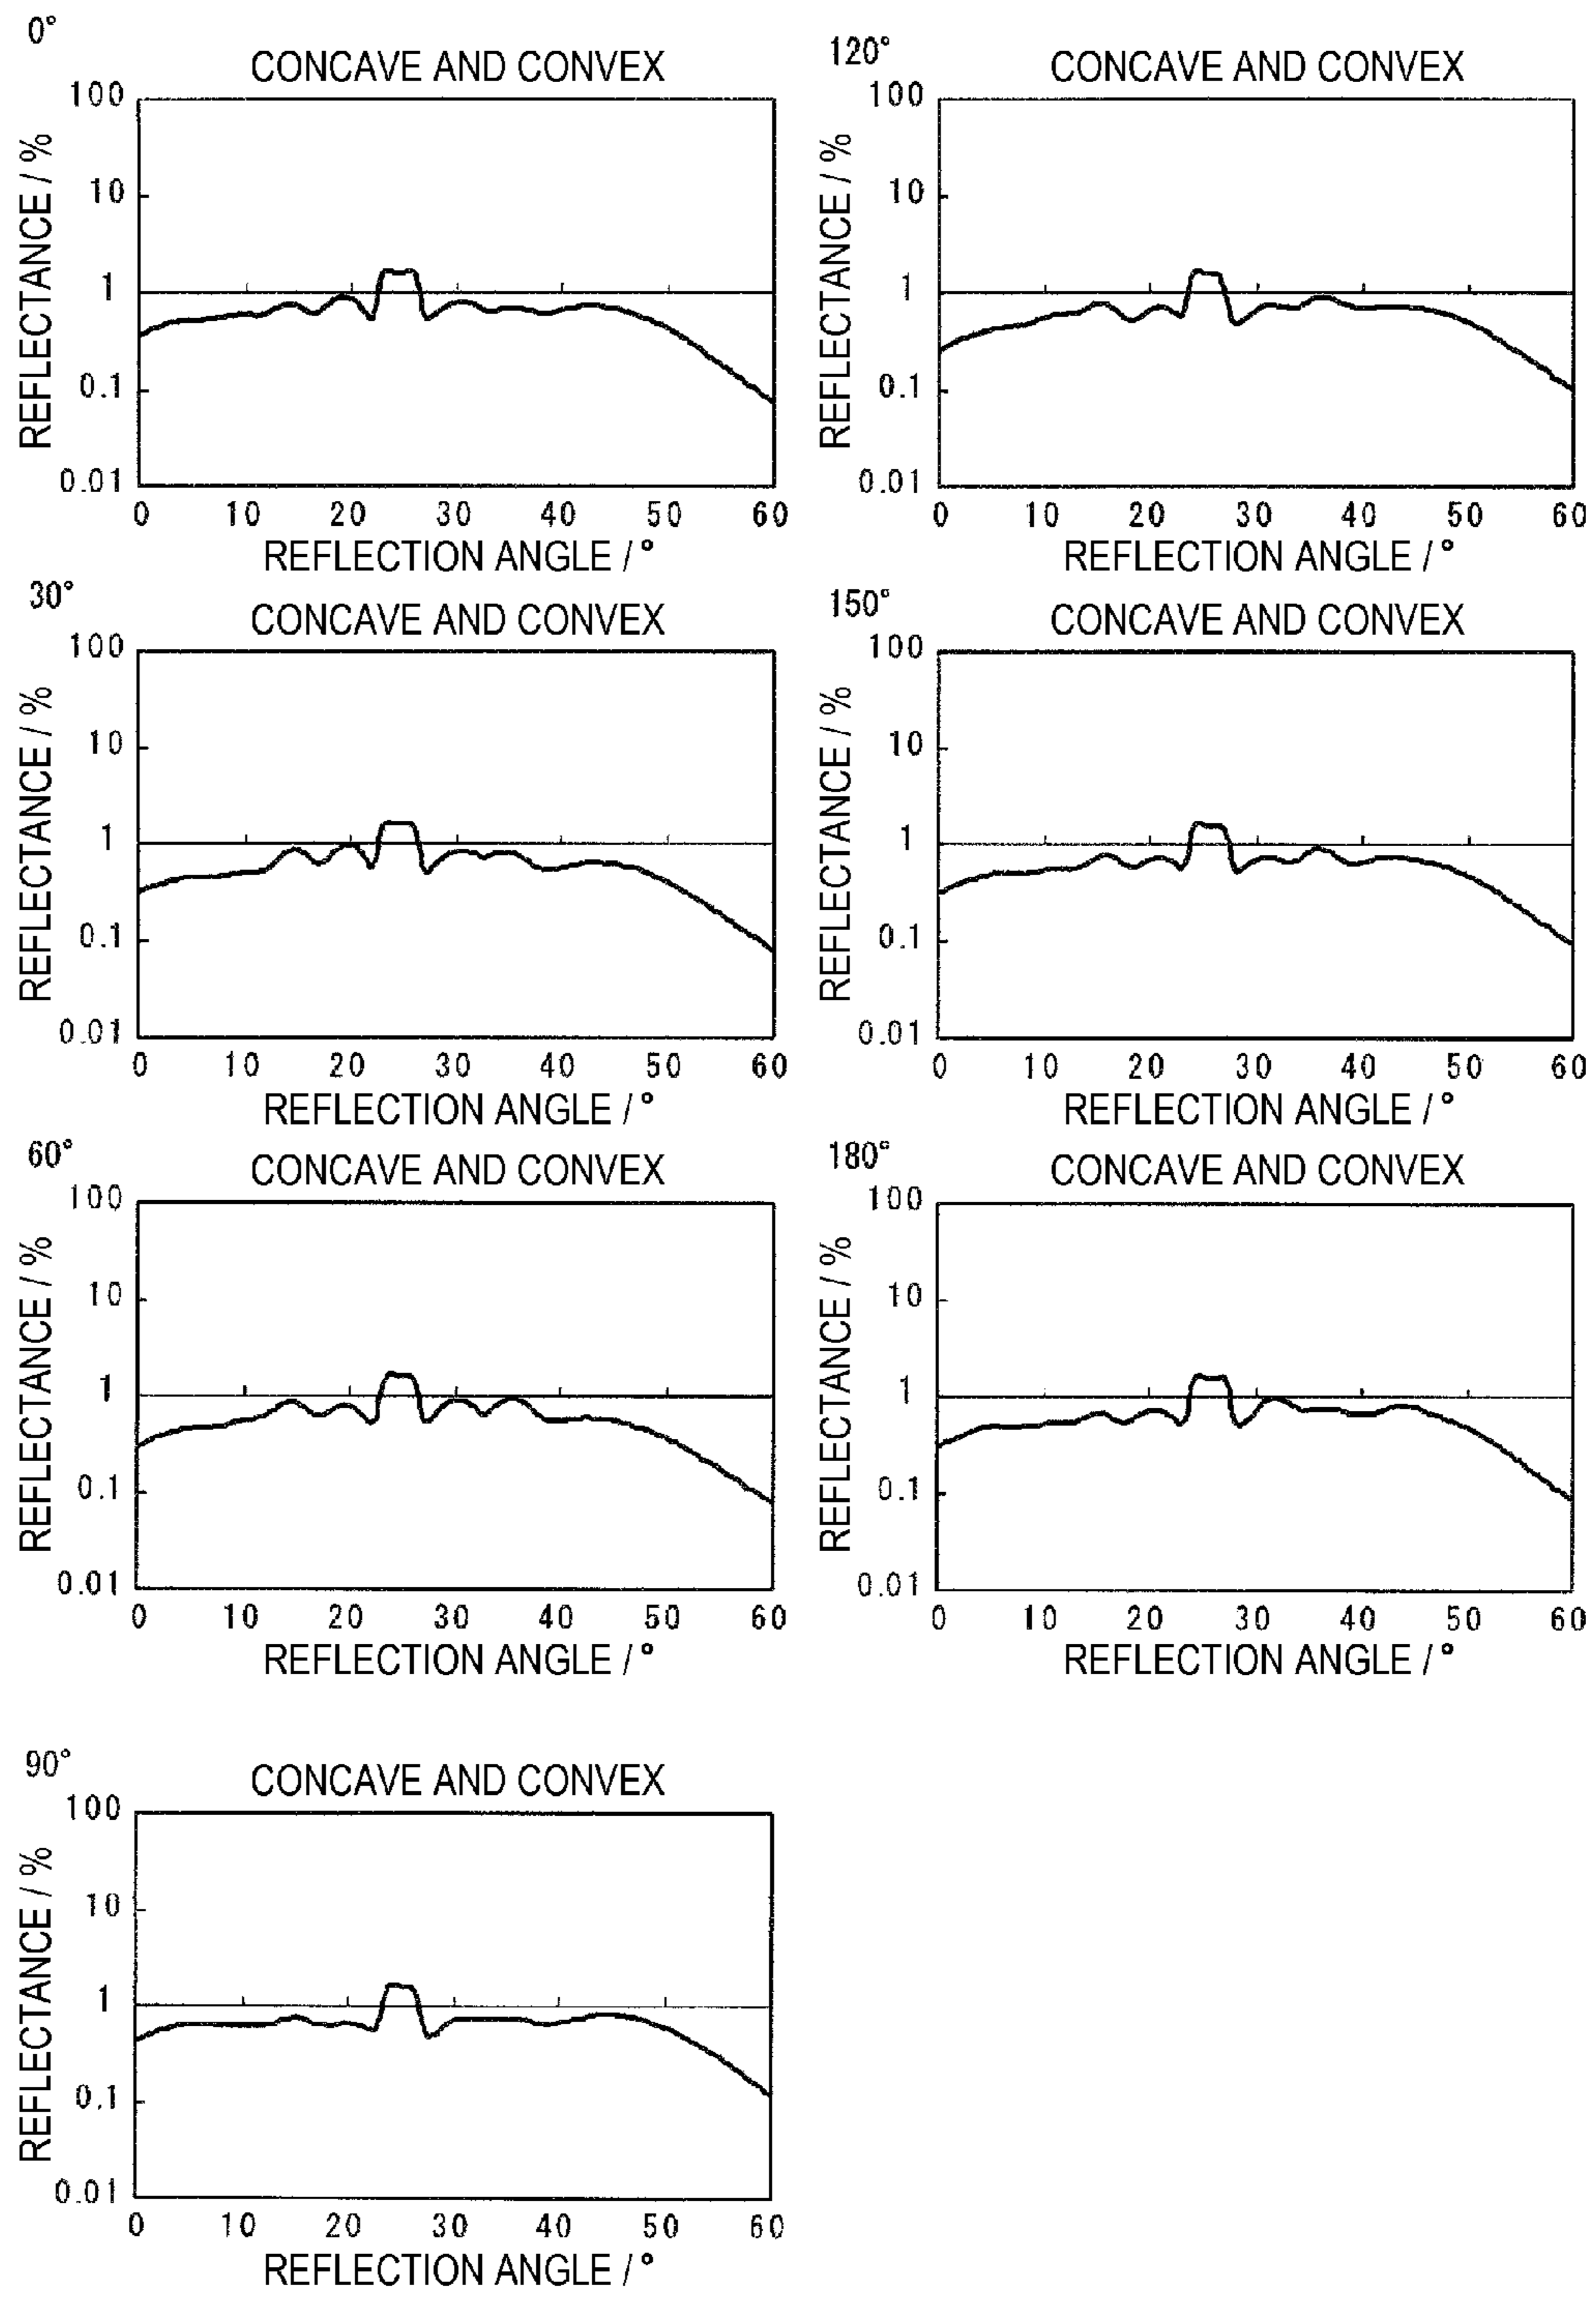 0°
CONCAVE AND CONVEX
REFLECTANCE / %
100
10
1
0.1
0.01
0 10 20 30 40 50 60
REFLECTION ANGLE / °
120°
CONCAVE AND CONVEX
REFLECTANCE / %
100
10
1
0.1
0.01
0 10 20 30 40 50 60
REFLECTION ANGLE / °
30°
CONCAVE AND CONVEX
REFLECTANCE / %
100
10
1
0.1
0.01
0 10 20 30 40 50 60
REFLECTION ANGLE / °
150°
CONCAVE AND CONVEX
REFLECTANCE / %
100
10
1
0.1
0.01
0 10 20 30 40 50 60
REFLECTION ANGLE / °
60°
CONCAVE AND CONVEX
REFLECTANCE / %
100
10
1
0.1
0.01
0 10 20 30 40 50 60
REFLECTION ANGLE / °
180°
CONCAVE AND CONVEX
REFLECTANCE / %
100
10
1
0.1
0.01
0 10 20 30 40 50 60
REFLECTION ANGLE / °
90°
CONCAVE AND CONVEX
REFLECTANCE / %
100
10
1
0.1
0.01
0 10 20 30 40 50 60
REFLECTION ANGLE / °